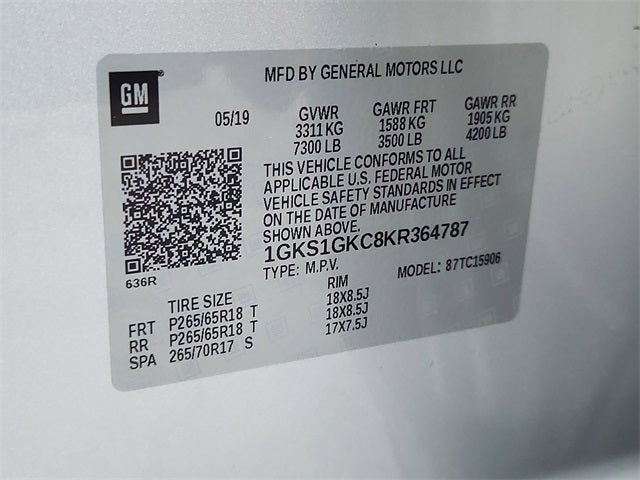 MFD BY GENERAL MOTORS LLC
GM
05/19 GVWR GAWR FRT GAWR RR
3311 KG 1588 KG 1905 KG
7300 LB 3500 LB 4200 LB
THIS VEHICLE CONFORMS TO ALL
APPLICABLE U.S. FEDERAL MOTOR
VEHICLE SAFETY STANDARDS IN EFFECT
ON THE DATE OF MANUFACTURE
SHOWN ABOVE.
1GKS1GKC8KR364787
636R TYPE: M.P.V. MODEL: 87TC15906
TIRE SIZE RIM
FRT P265/65R18 T 18X8.5J
RR P265/65R18 T 18X8.5J
SPA 265/70R17 S 17X7.5J